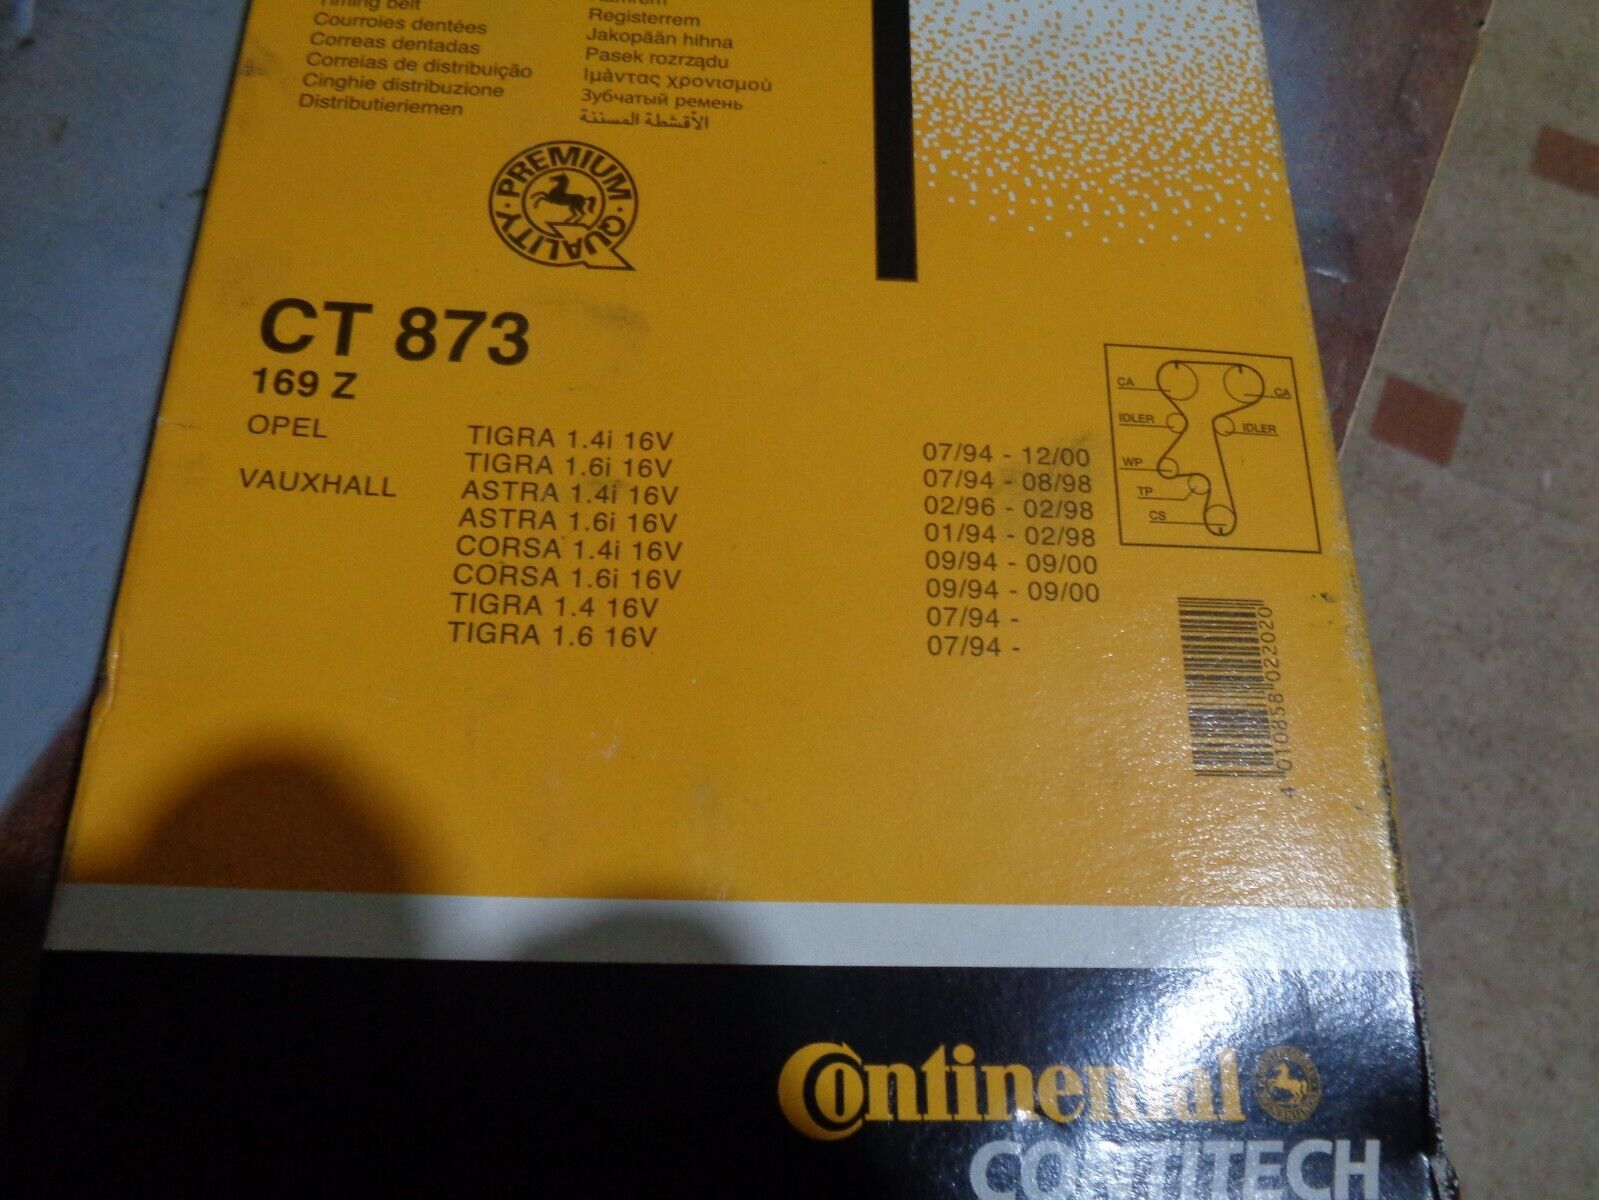 Timing belt
Courroies dentées
Correas dentadas
Correias de distribuição
Cinghie distribuzione
Distributieriemen
Kamrem
Registerrem
Jakopään hihna
Pasek rozrządu
Ιμάντας χρονισμού
Зубчатый ремень
الأقشطة المسننة
PREMIUM · QUALITY ·
CT 873
169 Z
OPEL
VAUXHALL
TIGRA 1.4i 16V 07/94 - 12/00
TIGRA 1.6i 16V 07/94 - 08/98
ASTRA 1.4i 16V 02/96 - 02/98
ASTRA 1.6i 16V 01/94 - 02/98
CORSA 1.4i 16V 09/94 - 09/00
CORSA 1.6i 16V 09/94 - 09/00
TIGRA 1.4 16V 07/94 -
TIGRA 1.6 16V 07/94 -
CA
CA
IDLER
IDLER
WP
TP
CS
4 010858 022020
Continental
CONTITECH